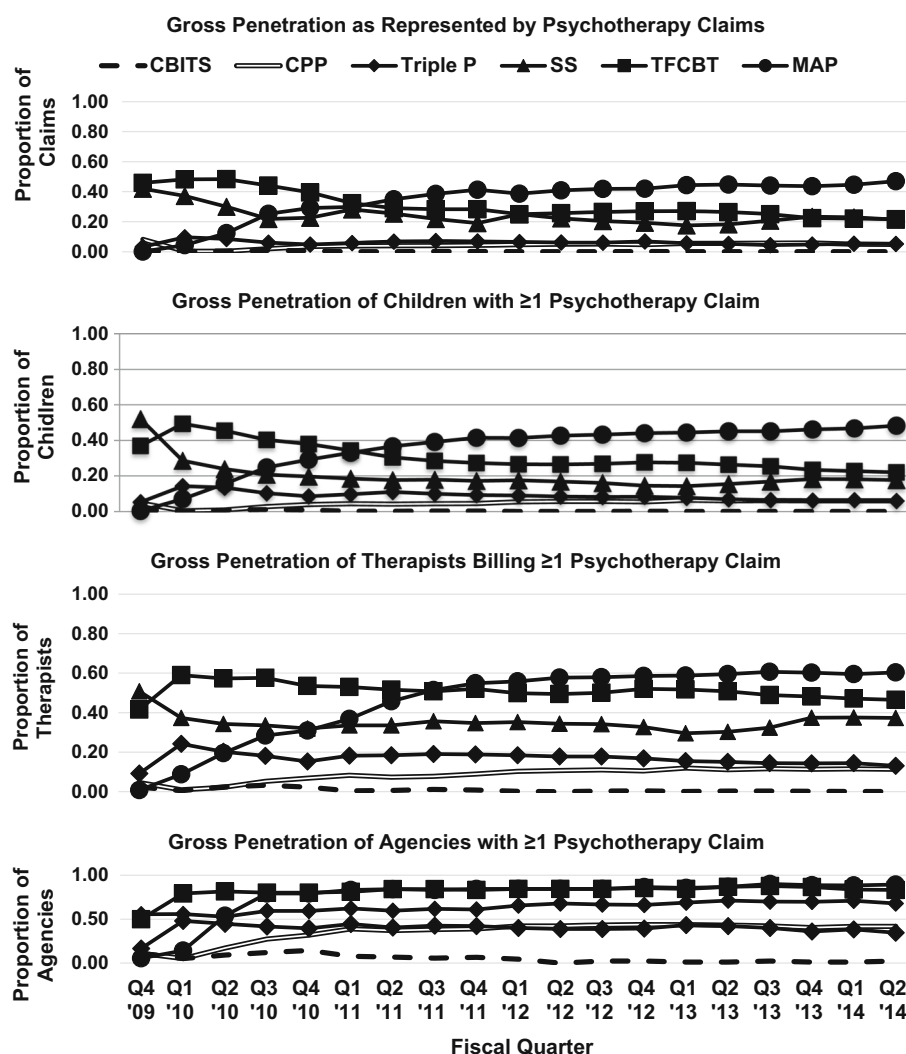 Gross Penetration as Represented by Psychotherapy Claims
CBITS CPP Triple P SS TFCBT MAP
Proportion of
Claims
1.00
0.80
0.60
0.40
0.20
0.00
Gross Penetration of Children with ≥1 Psychotherapy Claim
Proportion of
Chidlren
1.00
0.80
0.60
0.40
0.20
0.00
Gross Penetration of Therapists Billing ≥1 Psychotherapy Claim
Proportion of
Therapists
1.00
0.80
0.60
0.40
0.20
0.00
Gross Penetration of Agencies with ≥1 Psychotherapy Claim
Proportion of
Agencies
1.00
0.50
0.00
Q4 Q1 Q2 Q3 Q4 Q1 Q2 Q3 Q4 Q1 Q2 Q3 Q4 Q1 Q2 Q3 Q4 Q1 Q2
'09 '10 '10 '10 '10 '11 '11 '11 '11 '12 '12 '12 '12 '13 '13 '13 '13 '14 '14
Fiscal Quarter